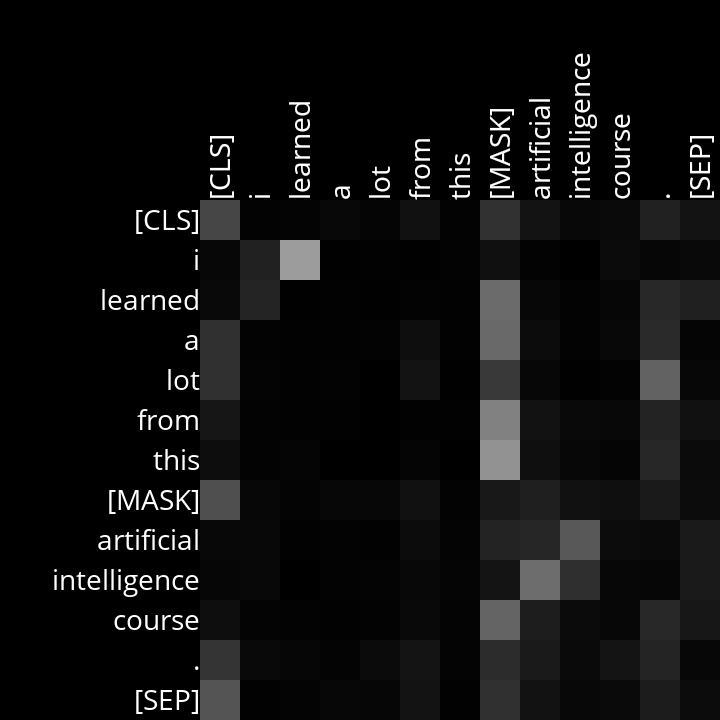 [CLS] i learned a lot from this [MASK] artificial intelligence course . [SEP]
[CLS]
i
learned
a
lot
from
this
[MASK]
artificial
intelligence
course
.
[SEP]